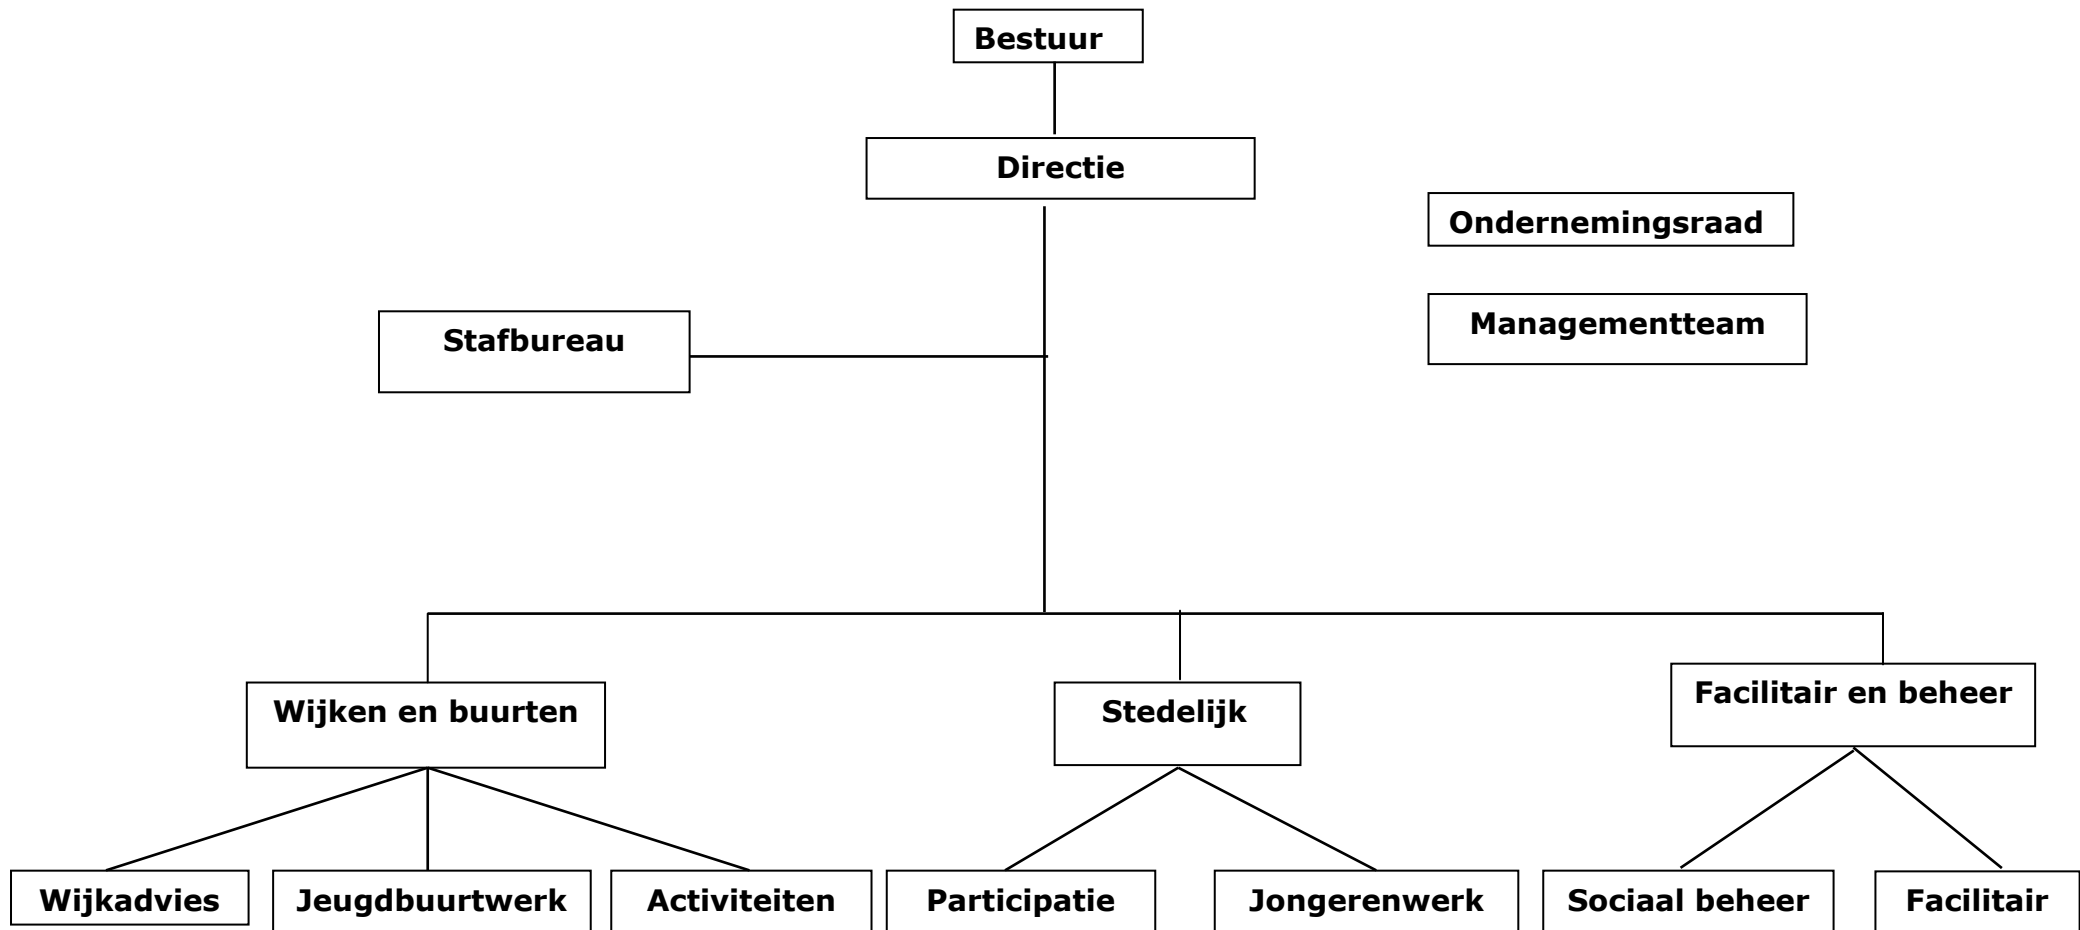 Bestuur
Directie
Ondernemingsraad
Managementteam
Stafbureau
Wijken en buurten
Stedelijk
Facilitair en beheer
Wijkadvies
Jeugdbuurtwerk
Activiteiten
Participatie
Jongerenwerk
Sociaal beheer
Facilitair